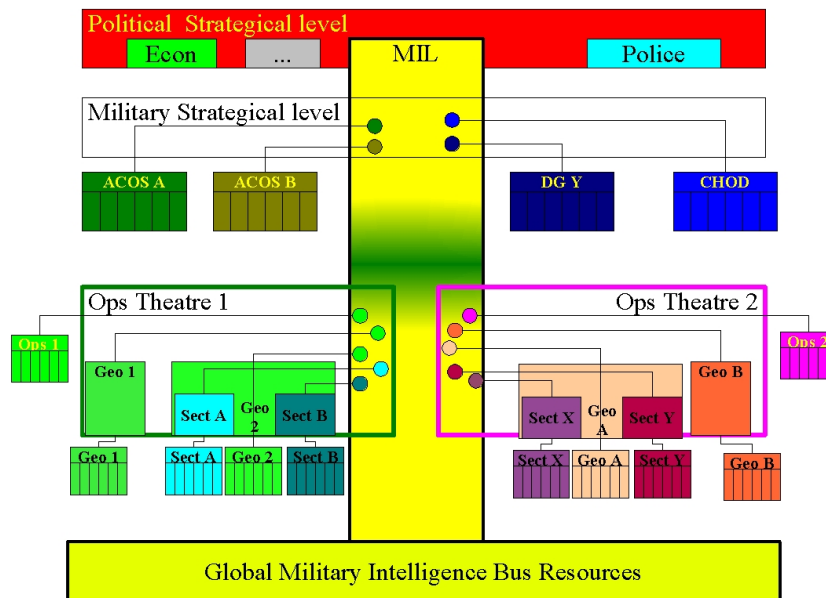 Political Strategical level
Econ
...
MIL
Police
Military Strategical level
ACOS A
ACOS B
DG Y
CHOD
Ops Theatre 1
Ops Theatre 2
Ops 1
Ops 2
Geo 1
Geo B
Sect A
Geo
2
Sect B
Sect X
Geo
A
Sect Y
Geo 1
Sect A
Geo 2
Sect B
Sect X
Geo A
Sect Y
Geo B
Global Military Intelligence Bus Resources